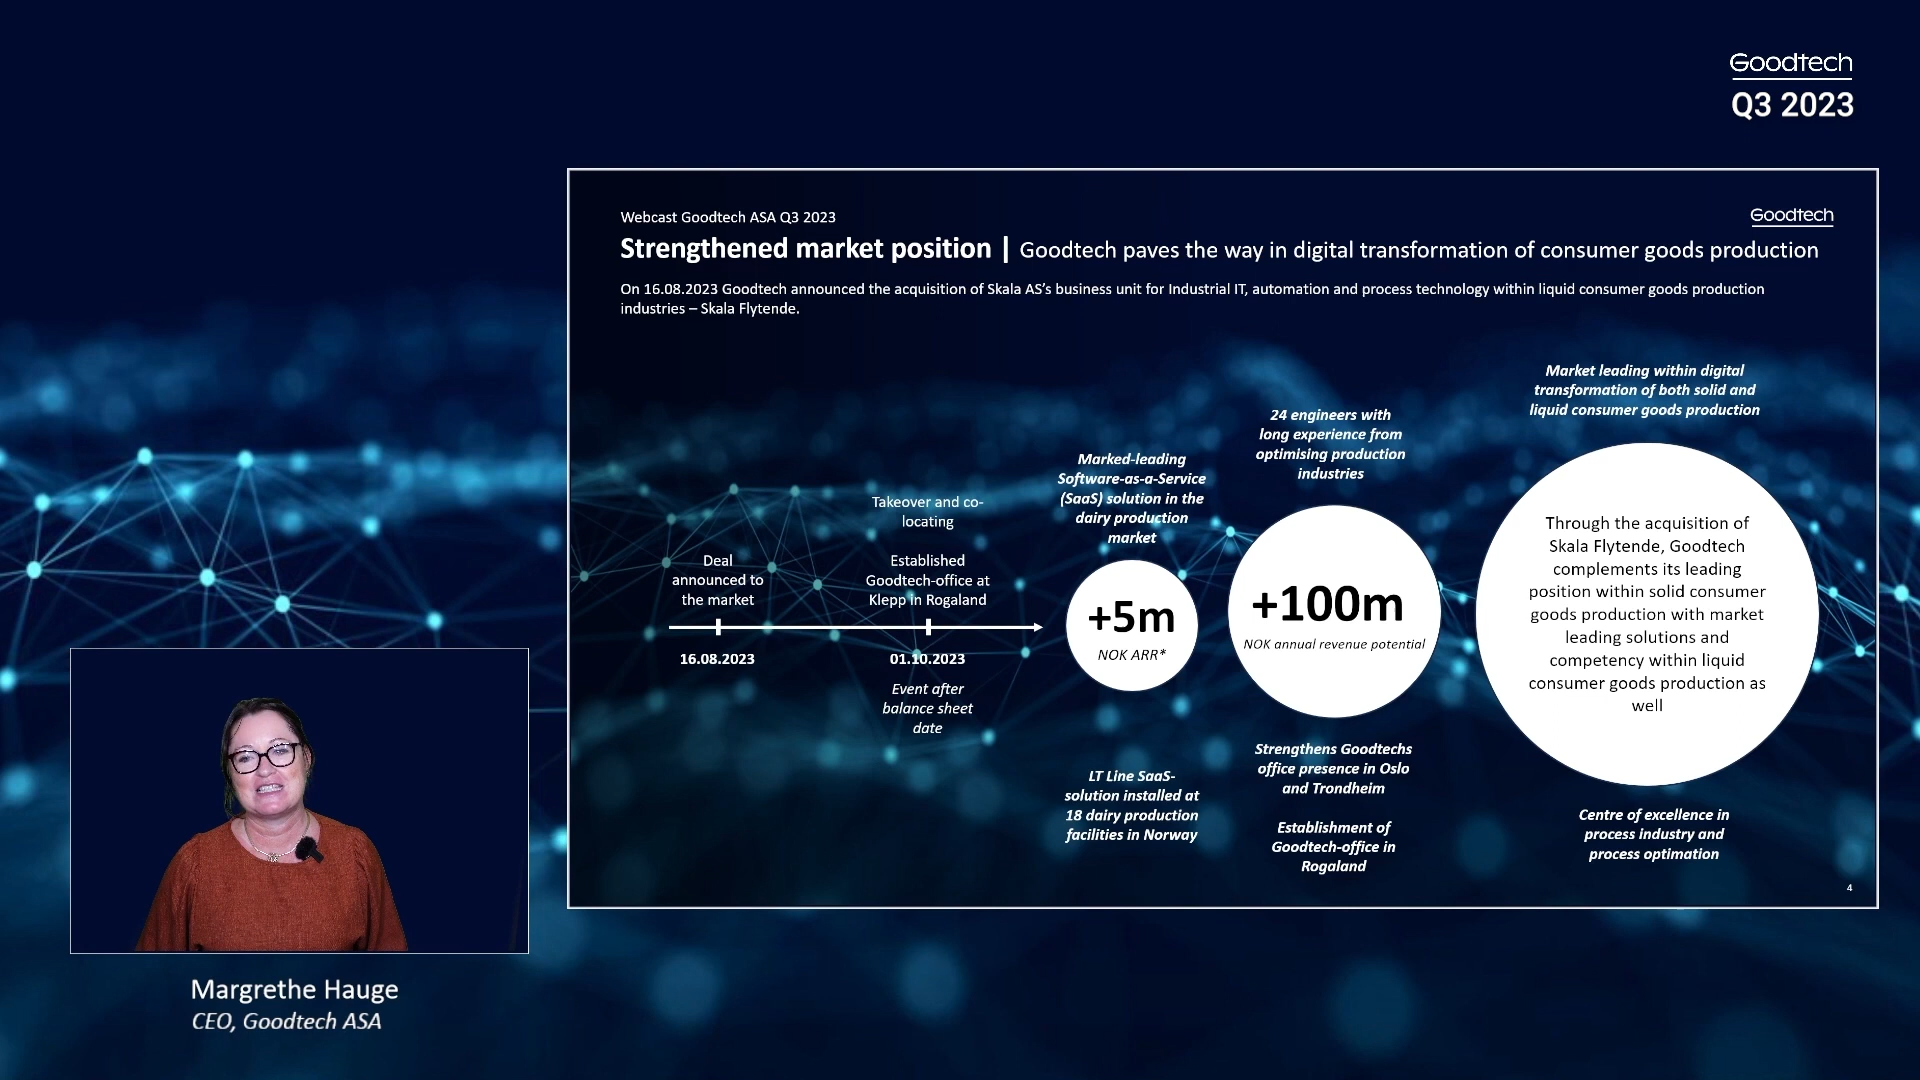 Goodtech
Q3 2023
Webcast Goodtech ASA Q3 2023
Goodtech
Strengthened market position | Goodtech paves the way in digital transformation of consumer goods production
On 16.08.2023 Goodtech announced the acquisition of Skala AS's business unit for Industrial IT, automation and process technology within liquid consumer goods production
industries – Skala Flytende.
Deal
announced to
the market
16.08.2023
Takeover and co-
locating
Established
Goodtech-office at
Klepp in Rogaland
01.10.2023
Event after
balance sheet
date
Marked-leading
Software-as-a-Service
(SaaS) solution in the
dairy production
market
+5m
NOK ARR*
LT Line SaaS-
solution installed at
18 dairy production
facilities in Norway
24 engineers with
long experience from
optimising production
industries
+100m
NOK annual revenue potential
Strengthens Goodtechs
office presence in Oslo
and Trondheim
Establishment of
Goodtech-office in
Rogaland
Market leading within digital
transformation of both solid and
liquid consumer goods production
Through the acquisition of
Skala Flytende, Goodtech
complements its leading
position within solid consumer
goods production with market
leading solutions and
competency within liquid
consumer goods production as
well
Centre of excellence in
process industry and
process optimation
4
Margrethe Hauge
CEO, Goodtech ASA